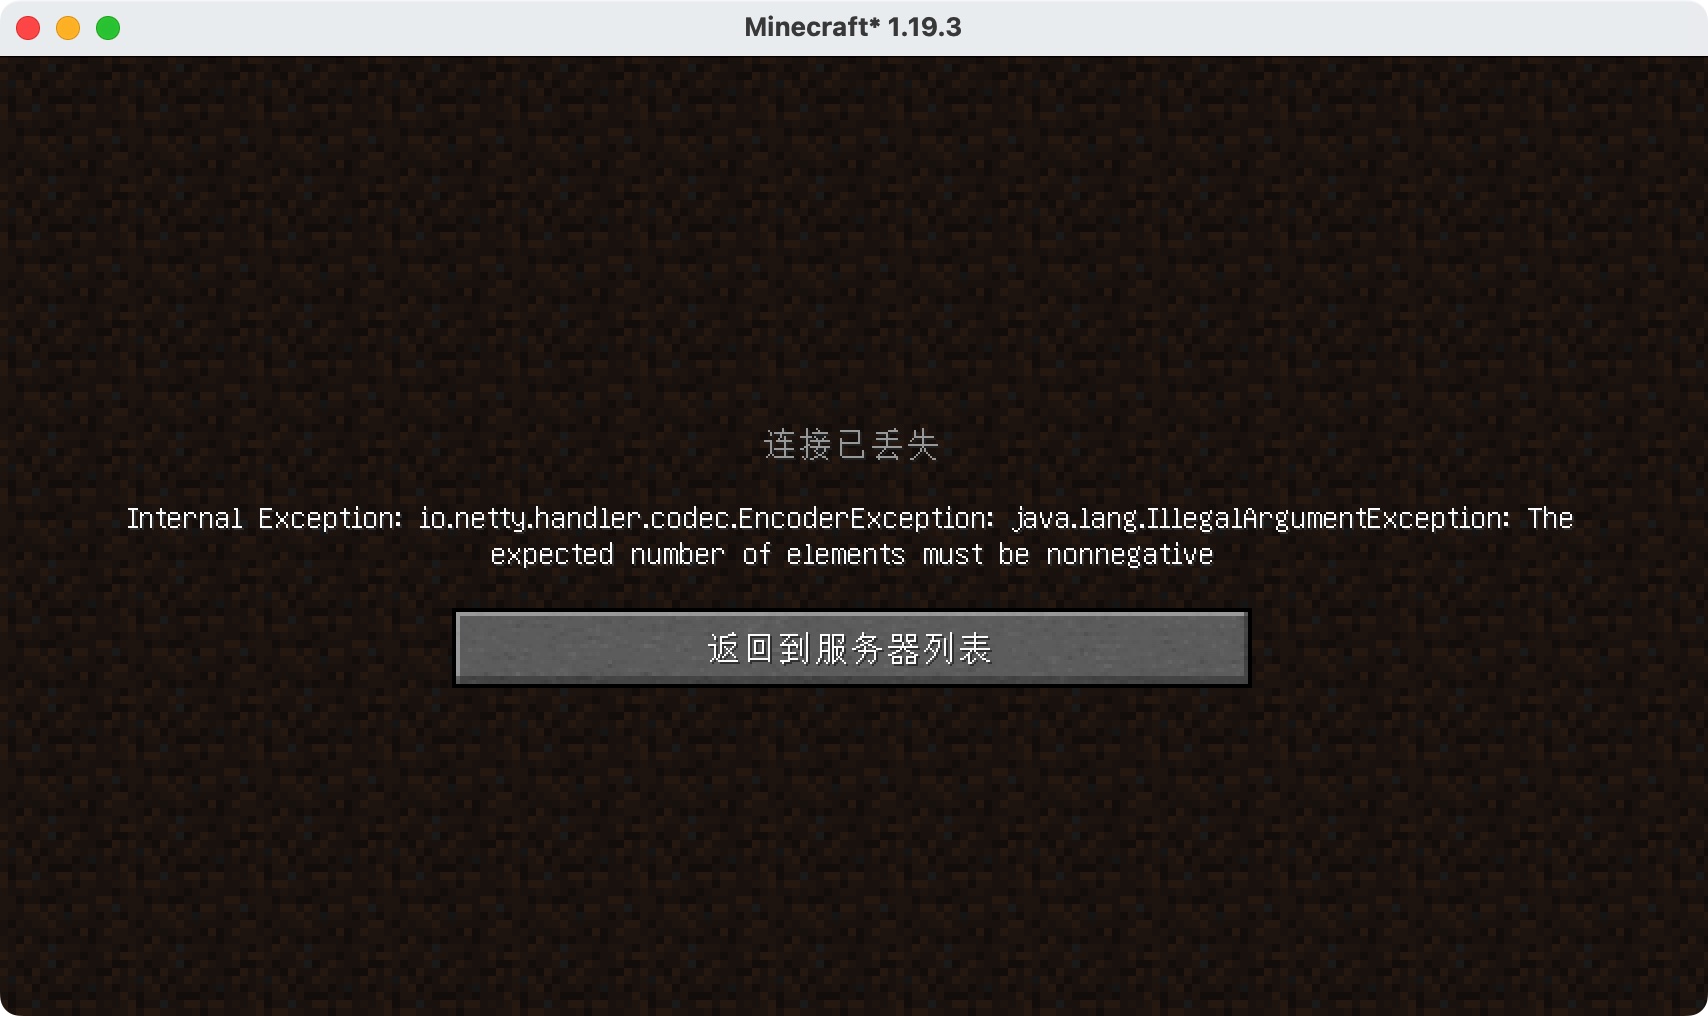 Minecraft* 1.19.3
连接已丢失
Internal Exception: io.netty.handler.codec.EncoderException: java.lang.IllegalArgumentException: The
expected number of elements must be nonnegative
返回到服务器列表